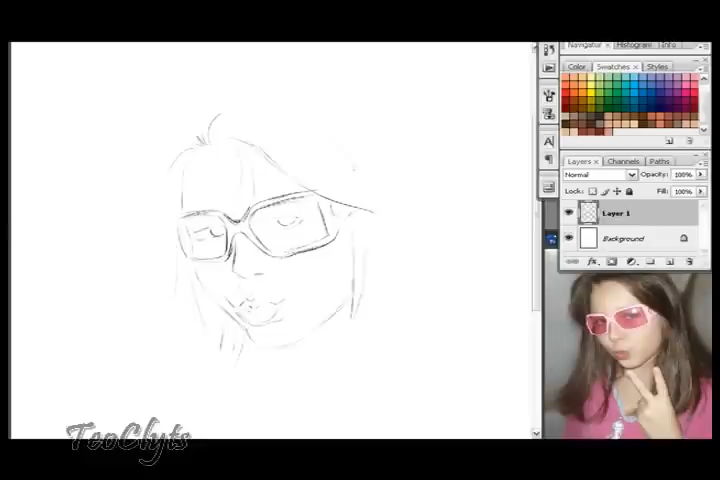 Navigator Histogram Info
Color Swatches × Styles
A
¶
Layers × Channels Paths
Normal Opacity: 100%
Lock: Fill: 100%
Layer 1
Background
fx
TeoClyts